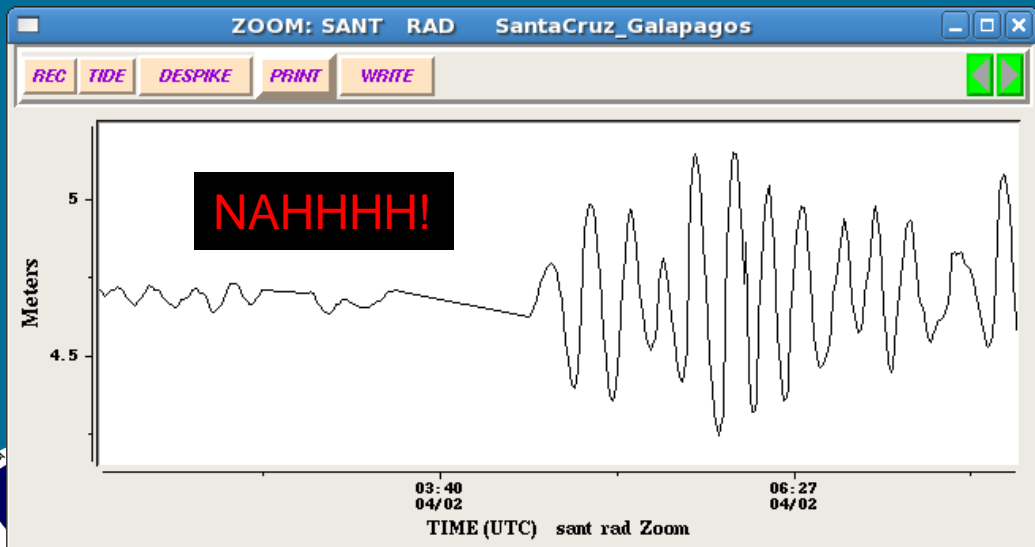 ZOOM: SANT RAD SantaCruz_Galapagos
REC TIDE DESPIKE PRINT WRITE
NAHHHH!
Meters
5
4.5
03:40 06:27
04/02 04/02
TIME (UTC) sant rad Zoom